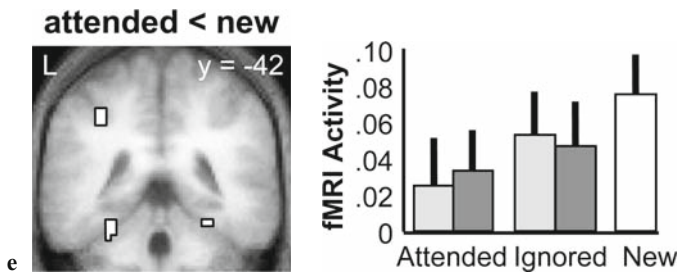 attended < new
L
y = -42
e
fMRI Activity
.10
.08
.06
.04
.02
0
Attended
Ignored
New